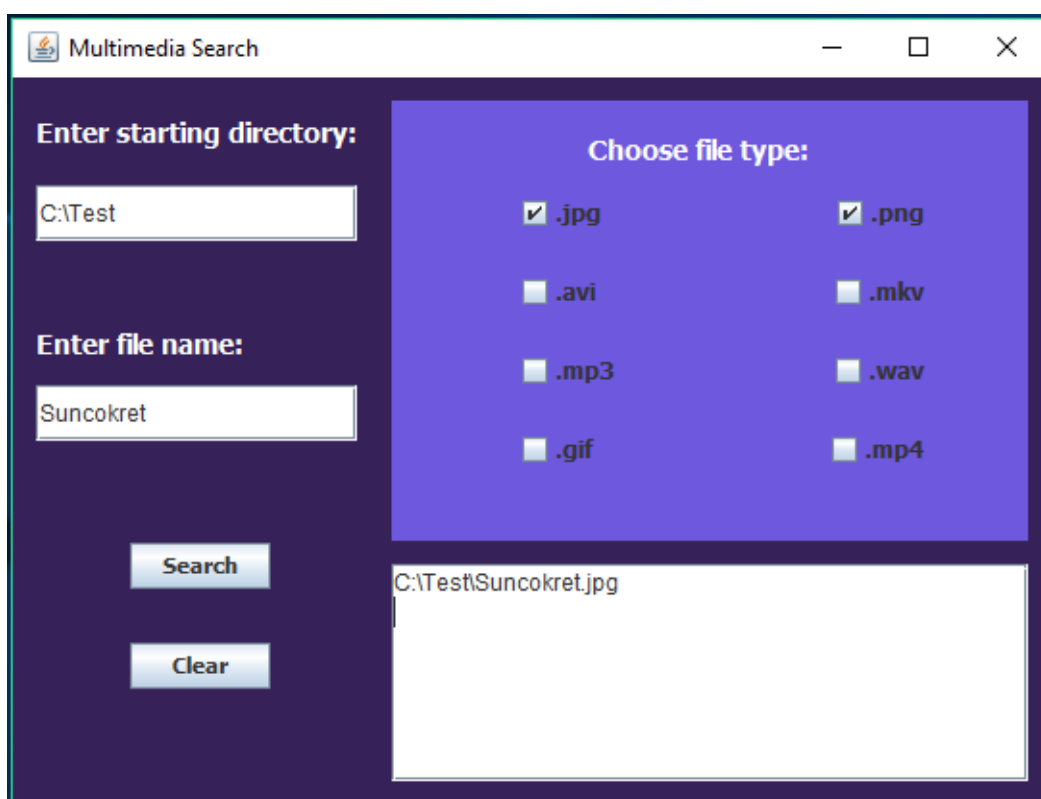 Multimedia Search
Enter starting directory:
C:\Test
Enter file name:
Suncokret
Search
Clear
Choose file type:
.jpg .png
.avi .mkv
.mp3 .wav
.gif .mp4
C:\Test\Suncokret.jpg